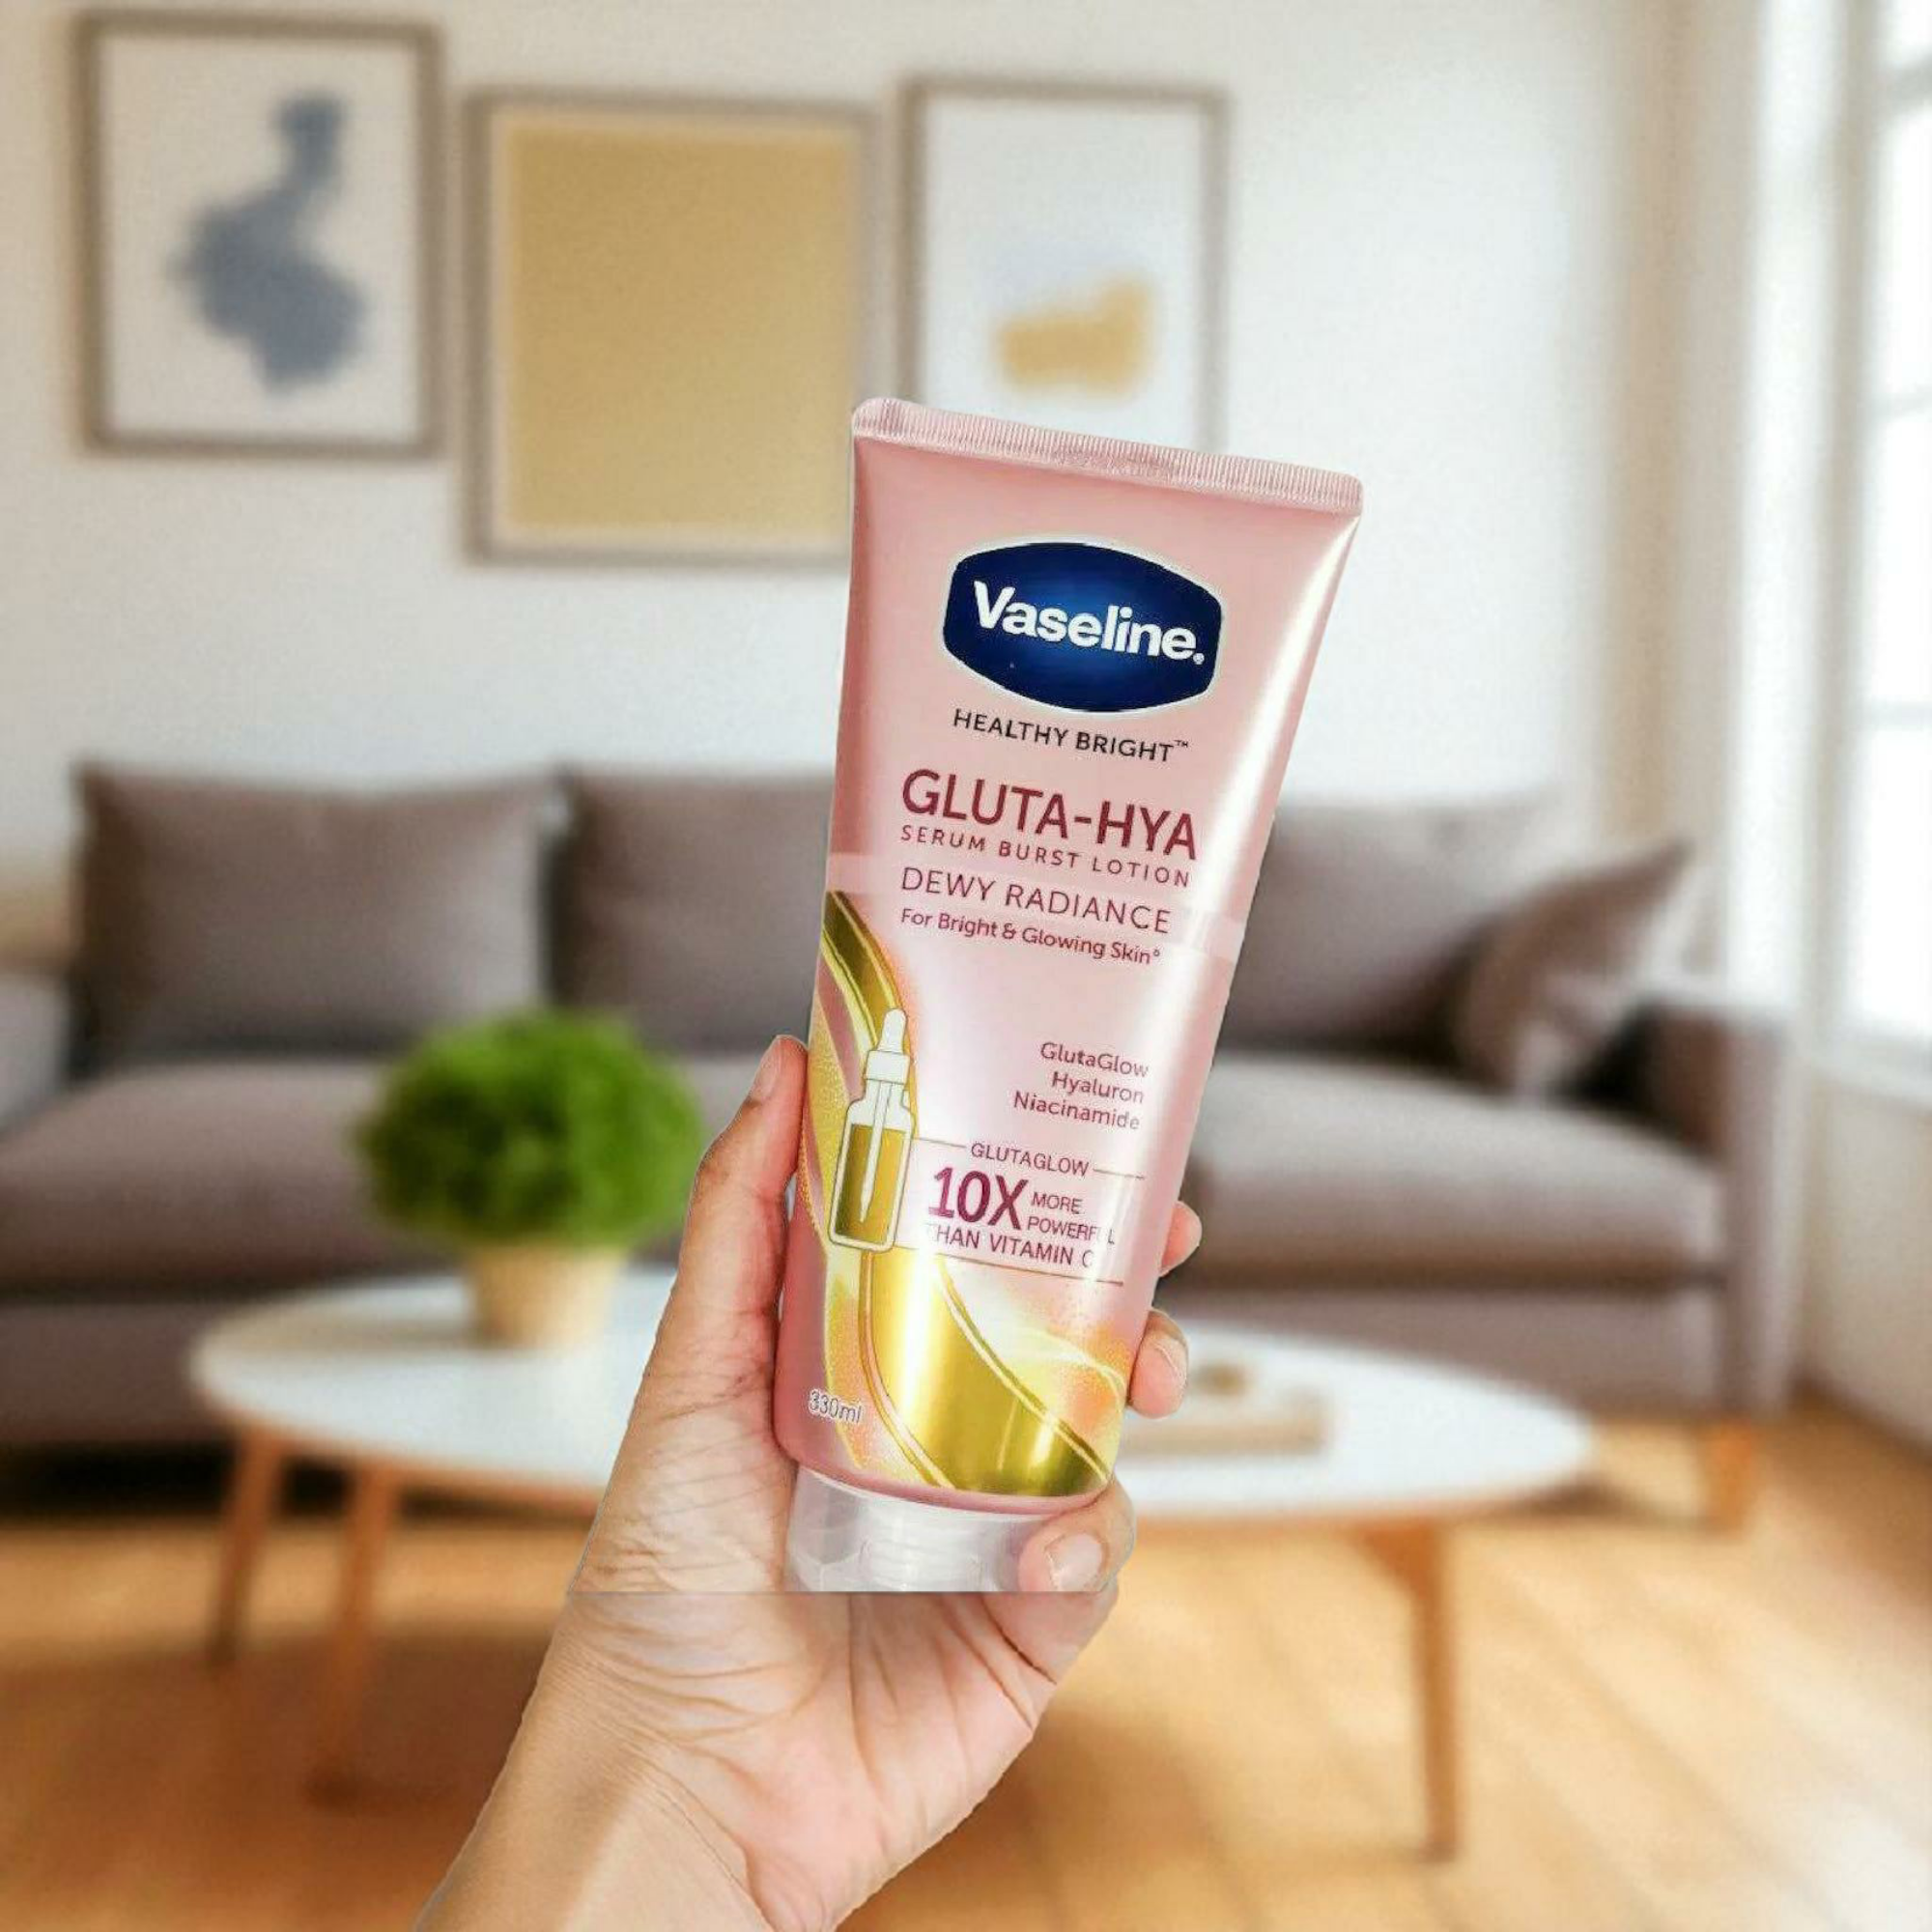 Vaseline.
HEALTHY BRIGHT™
GLUTA-HYA
SERUM BURST LOTION
DEWY RADIANCE
For Bright & Glowing Skin°
GlutaGlow
Hyaluron
Niacinamide
GLUTAGLOW
10X MORE
POWERFUL
THAN VITAMIN C
330ml